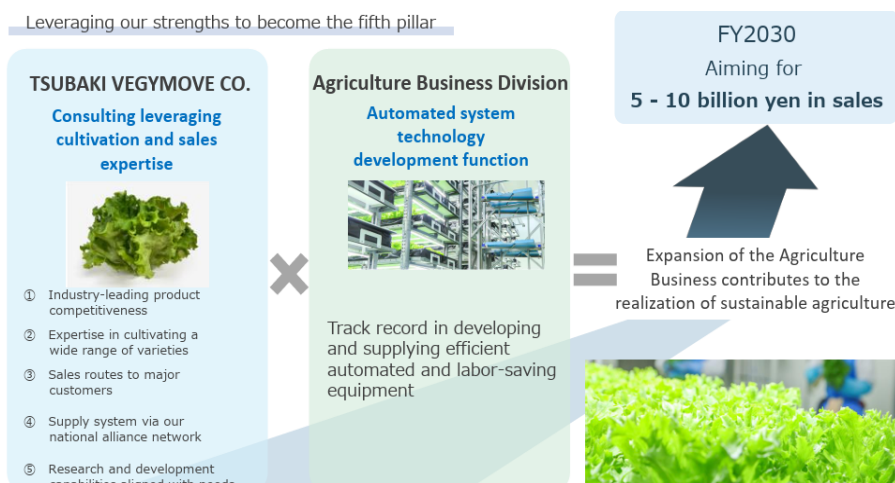 Leveraging our strengths to become the fifth pillar
TSUBAKI VEGYMOVE CO.
Consulting leveraging
cultivation and sales
expertise
① Industry-leading product
competitiveness
② Expertise in cultivating a
wide range of varieties
③ Sales routes to major
customers
④ Supply system via our
national alliance network
⑤ Research and development
capabilities aligned with needs
×
Agriculture Business Division
Automated system
technology
development function
Track record in developing
and supplying efficient
automated and labor-saving
equipment
=
FY2030
Aiming for
5 - 10 billion yen in sales
Expansion of the Agriculture
Business contributes to the
realization of sustainable agriculture